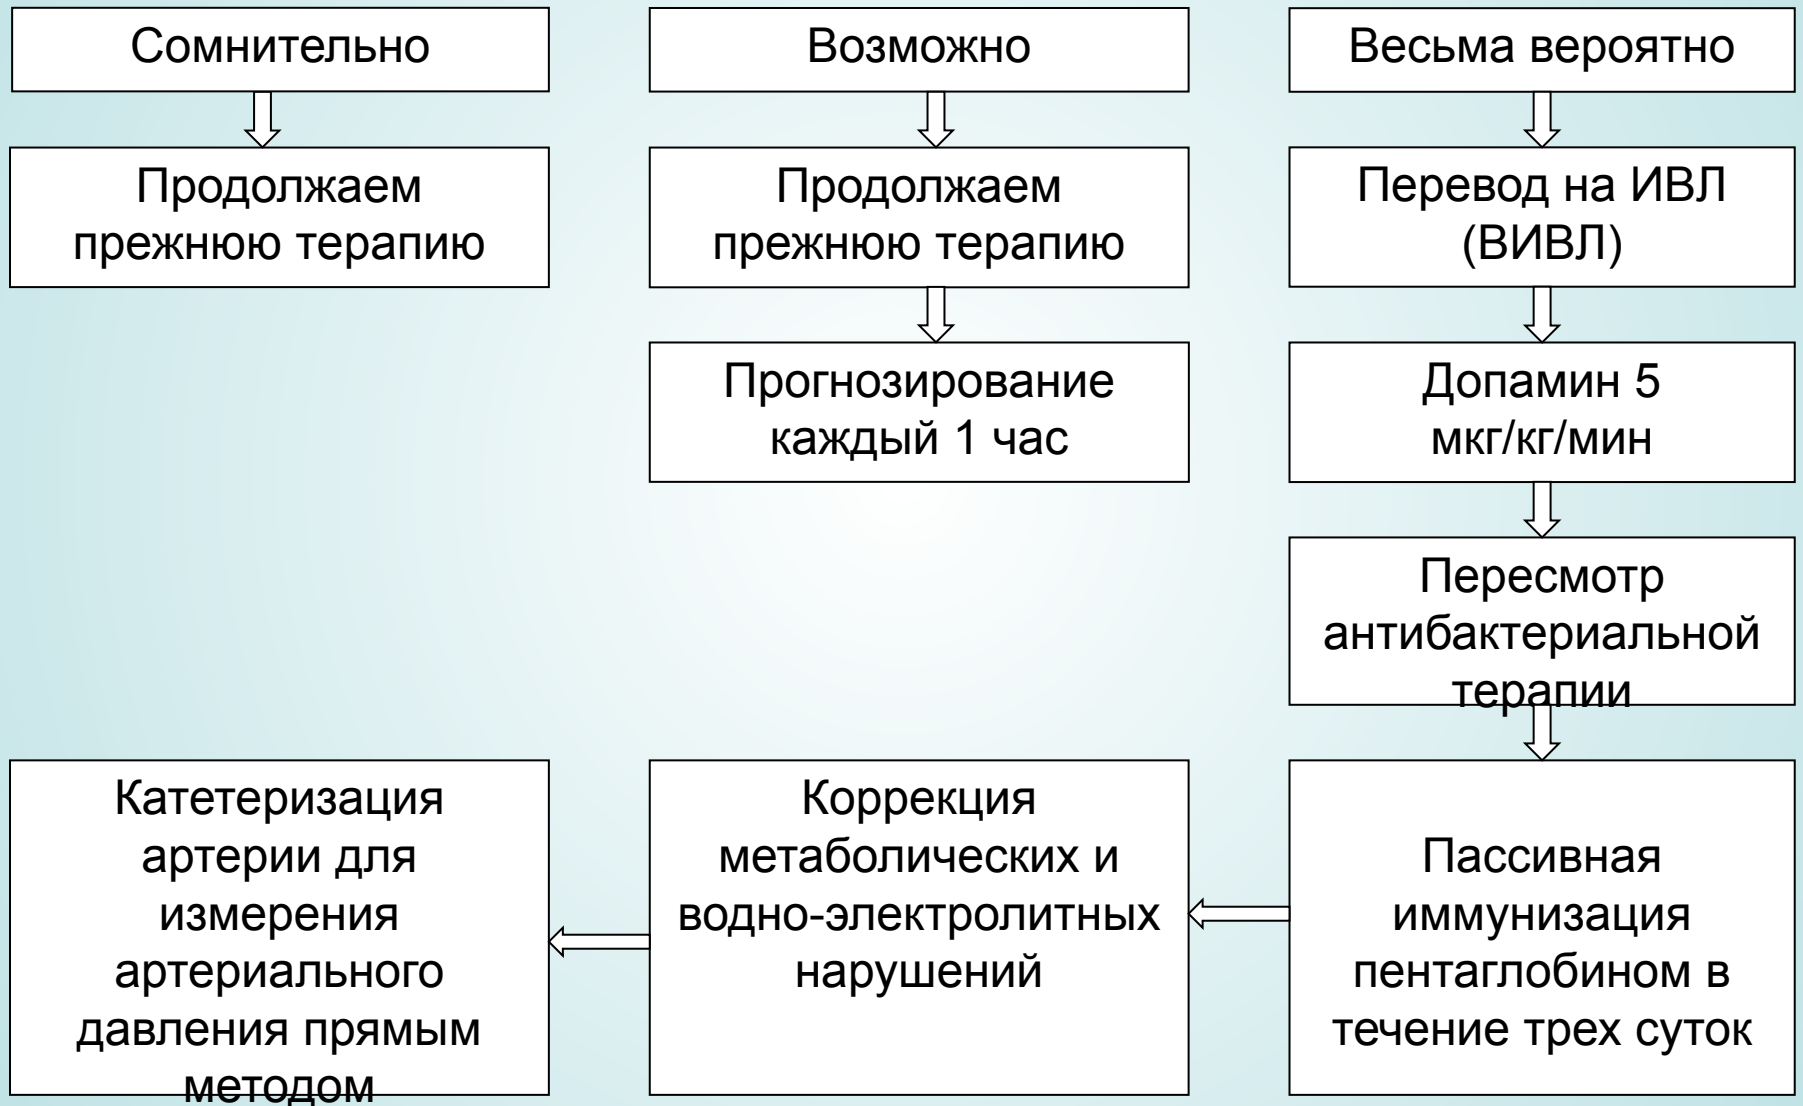 Сомнительно
Возможно
Весьма вероятно
Продолжаем
прежнюю терапию
Продолжаем
прежнюю терапию
Перевод на ИВЛ
(ВИВЛ)
Прогнозирование
каждый 1 час
Допамин 5
мкг/кг/мин
Пересмотр
антибактериальной
терапии
Катетеризация
артерии для
измерения
артериального
давления прямым
методом
Коррекция
метаболических и
водно-электролитных
нарушений
Пассивная
иммунизация
пентаглобином в
течение трех суток